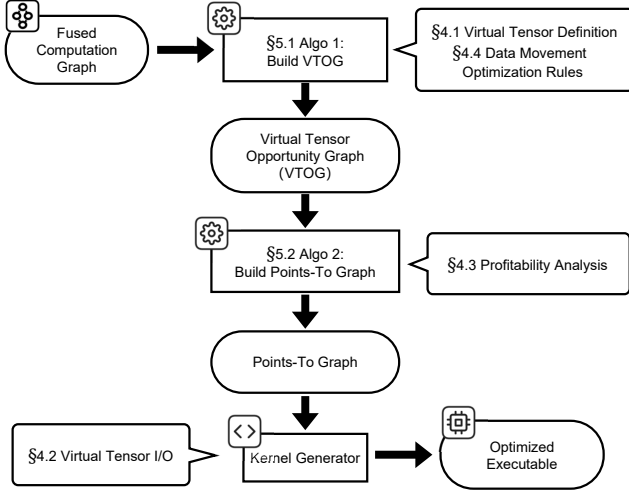 Fused
Computation
Graph
§5.1 Algo 1:
Build VTOG
§4.1 Virtual Tensor Definition
§4.4 Data Movement
Optimization Rules
Virtual Tensor
Opportunity Graph
(VTOG)
§5.2 Algo 2:
Build Points-To Graph
§4.3 Profitability Analysis
Points-To Graph
§4.2 Virtual Tensor I/O
Kernel Generator
Optimized
Executable